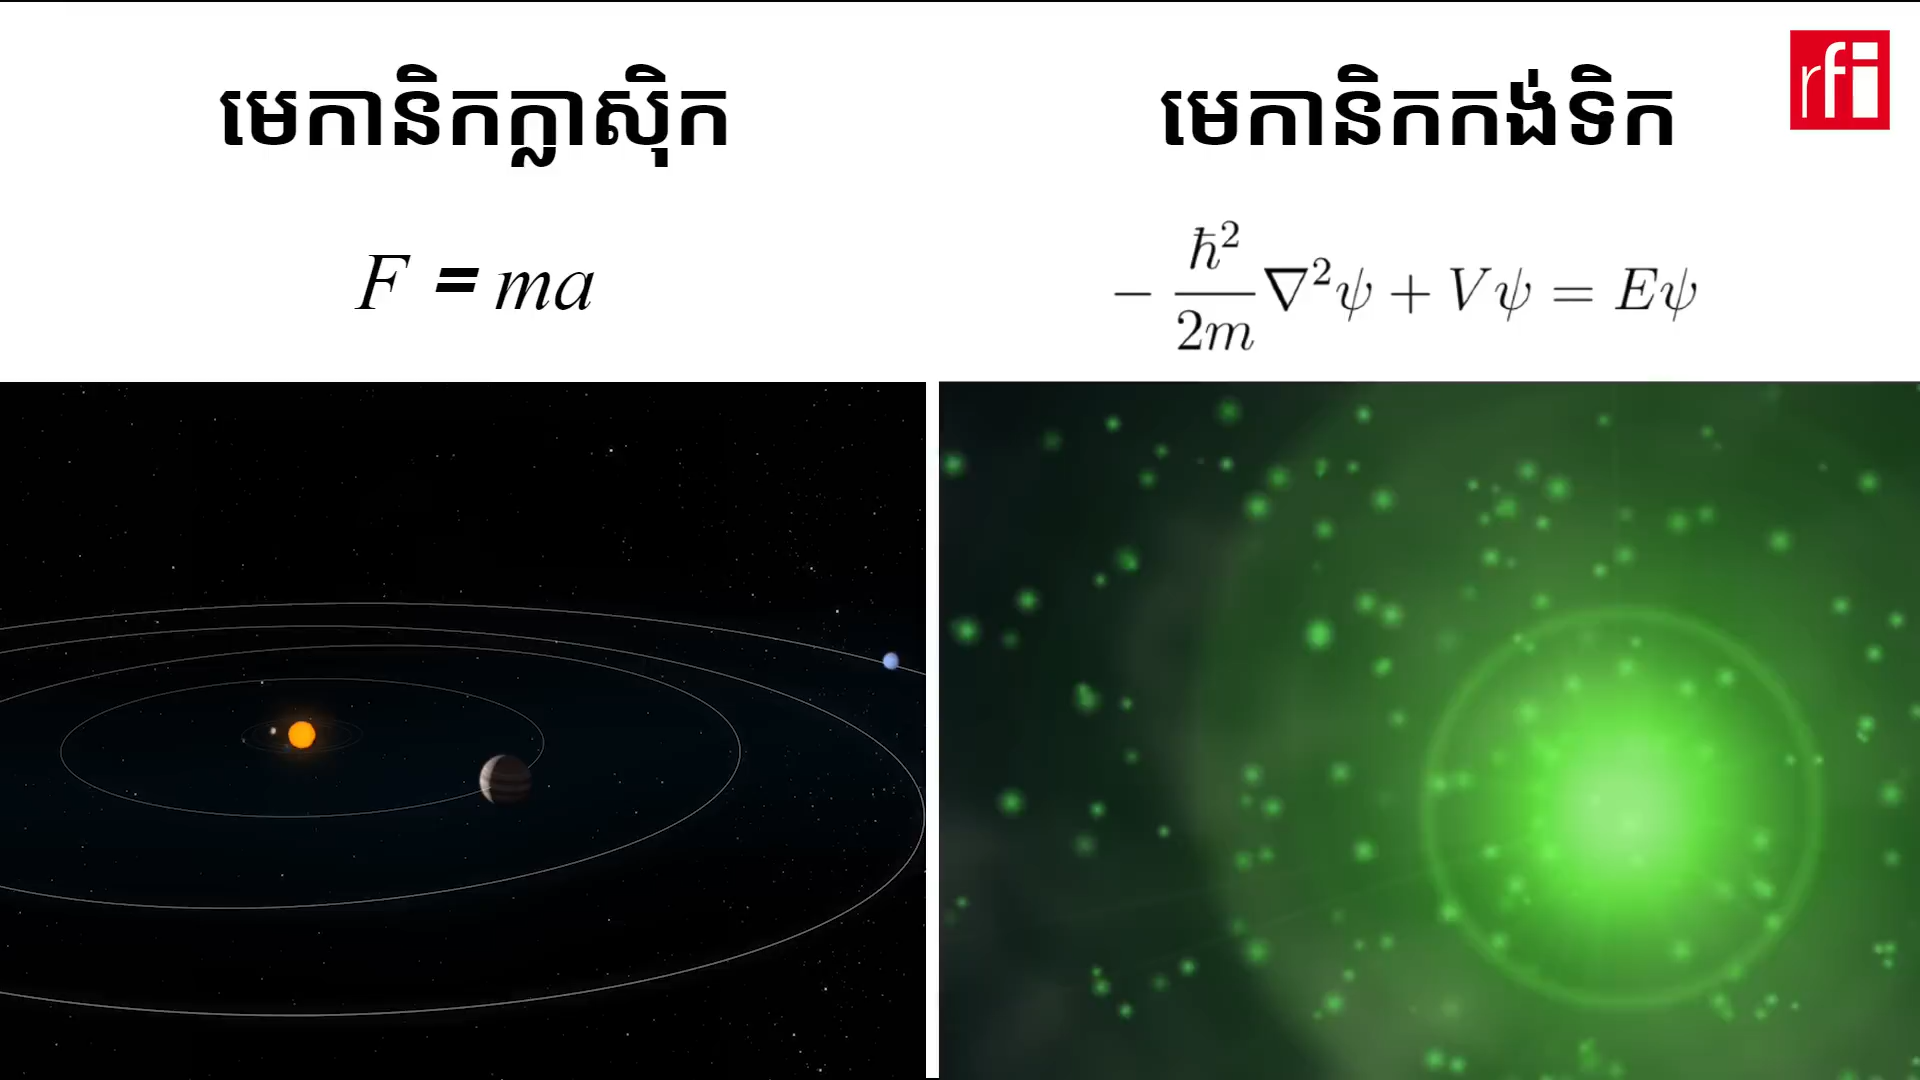 មេកានិកក្លាស៊ិក
F = ma
មេកានិកកង់ទិក
rfi
$-\frac{\hbar^2}{2m}\nabla^2\psi + V\psi = E\psi$